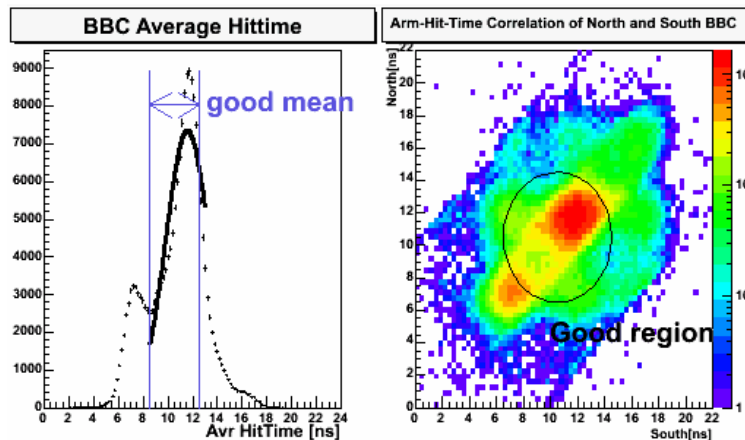 BBC Average Hittime
9000
8000
7000
6000
5000
4000
3000
2000
1000
0
good mean
0 2 4 6 8 10 12 14 16 18 20 22 24
Avr HitTime [ns]
Arm-Hit-Time Correlation of North and South BBC
North[ns]
22
20
18
16
14
12
10
8
6
4
2
0
Good region
0 2 4 6 8 10 12 14 16 18 20 22
South[ns]
10
10
1